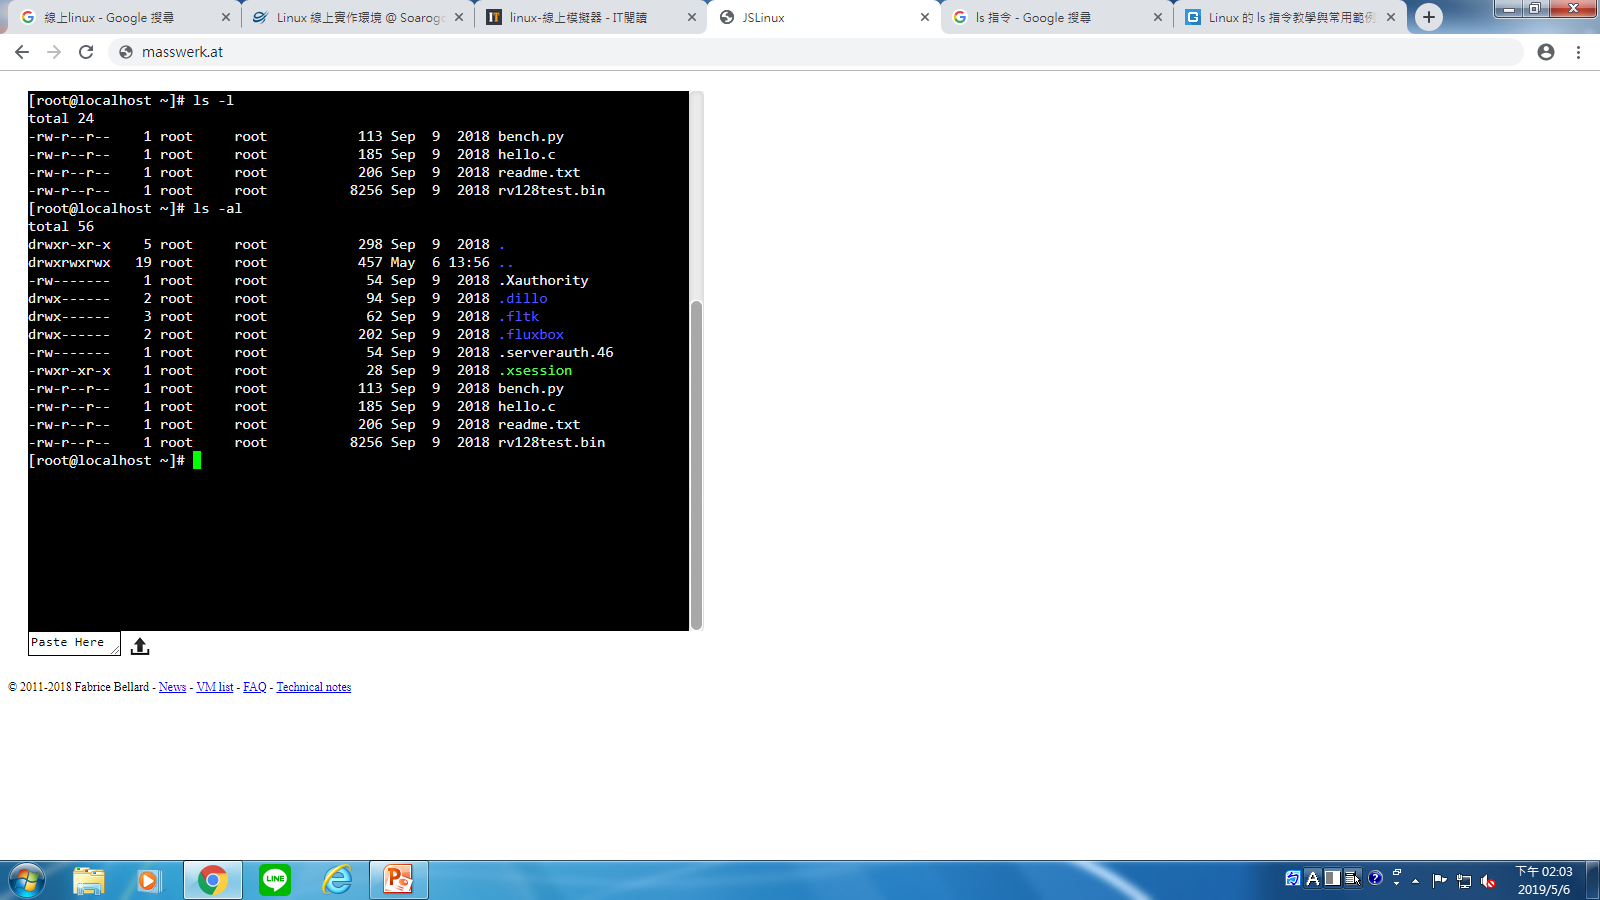 線上linux - Google 搜尋
Linux 線上實作環境 @ Soarogo
linux-線上模擬器 - IT閱讀
JSLinux
ls 指令 - Google 搜尋
Linux 的 ls 指令教學與常用範例
masswerk.at
[root@localhost ~]# ls -l
total 24
-rw-r--r--    1 root     root           113 Sep  9  2018 bench.py
-rw-r--r--    1 root     root           185 Sep  9  2018 hello.c
-rw-r--r--    1 root     root           206 Sep  9  2018 readme.txt
-rw-r--r--    1 root     root          8256 Sep  9  2018 rv128test.bin
[root@localhost ~]# ls -al
total 56
drwxr-xr-x    5 root     root           298 Sep  9  2018 .
drwxrwxrwx   19 root     root           457 May  6 13:56 ..
-rw-------    1 root     root            54 Sep  9  2018 .Xauthority
drwx------    2 root     root            94 Sep  9  2018 .dillo
drwx------    3 root     root            62 Sep  9  2018 .fltk
drwx------    2 root     root           202 Sep  9  2018 .fluxbox
-rw-------    1 root     root            54 Sep  9  2018 .serverauth.46
-rwxr-xr-x    1 root     root            28 Sep  9  2018 .xsession
-rw-r--r--    1 root     root           113 Sep  9  2018 bench.py
-rw-r--r--    1 root     root           185 Sep  9  2018 hello.c
-rw-r--r--    1 root     root           206 Sep  9  2018 readme.txt
-rw-r--r--    1 root     root          8256 Sep  9  2018 rv128test.bin
[root@localhost ~]#
Paste Here
© 2011-2018 Fabrice Bellard - News - VM list - FAQ - Technical notes
下午 02:03
2019/5/6